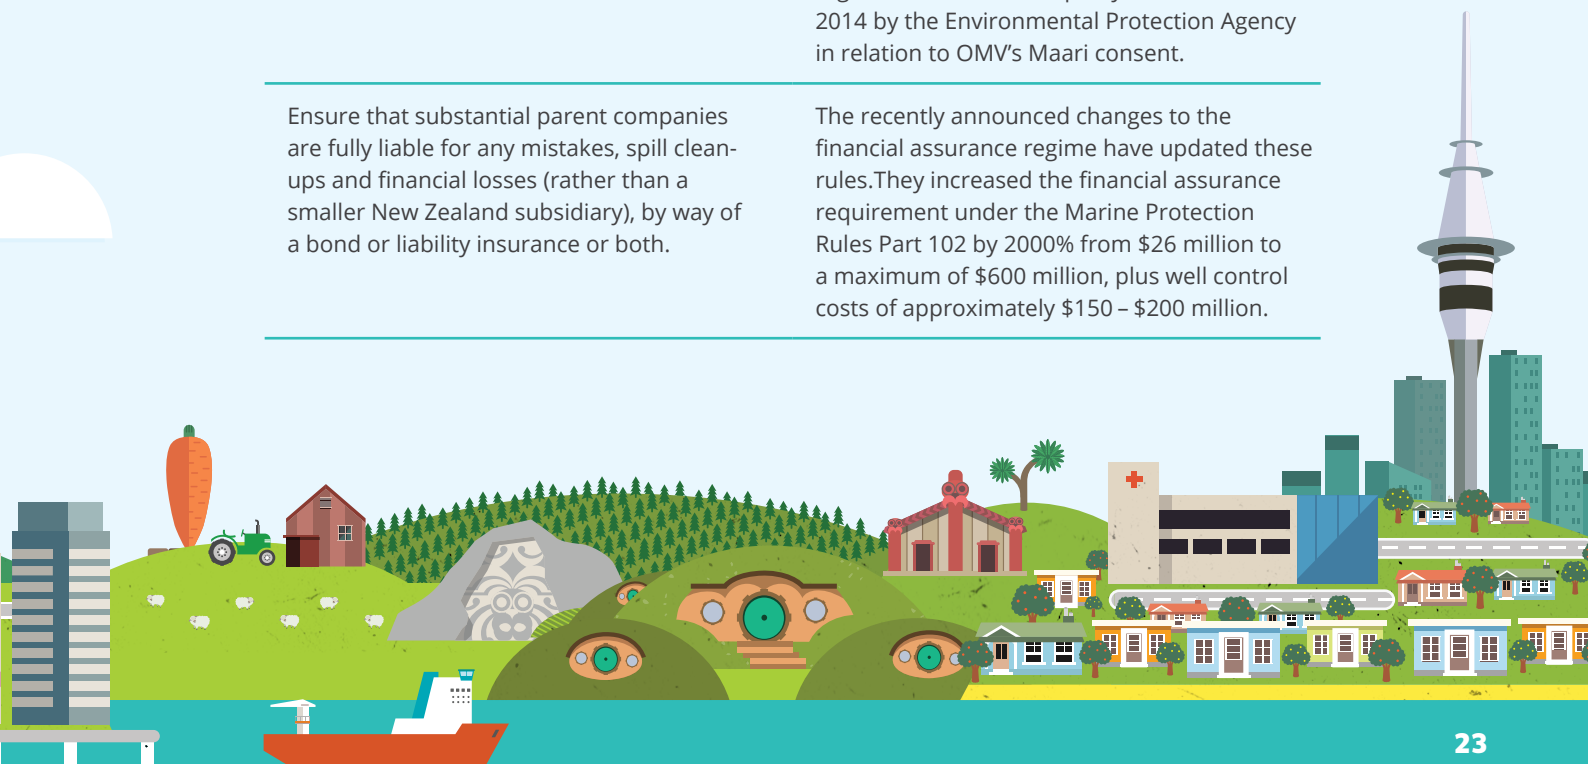 2014 by the Environmental Protection Agency
in relation to OMV’s Maari consent.
Ensure that substantial parent companies
are fully liable for any mistakes, spill clean-
ups and financial losses (rather than a
smaller New Zealand subsidiary), by way of
a bond or liability insurance or both.
The recently announced changes to the
financial assurance regime have updated these
rules.They increased the financial assurance
requirement under the Marine Protection
Rules Part 102 by 2000% from $26 million to
a maximum of $600 million, plus well control
costs of approximately $150 – $200 million.
23